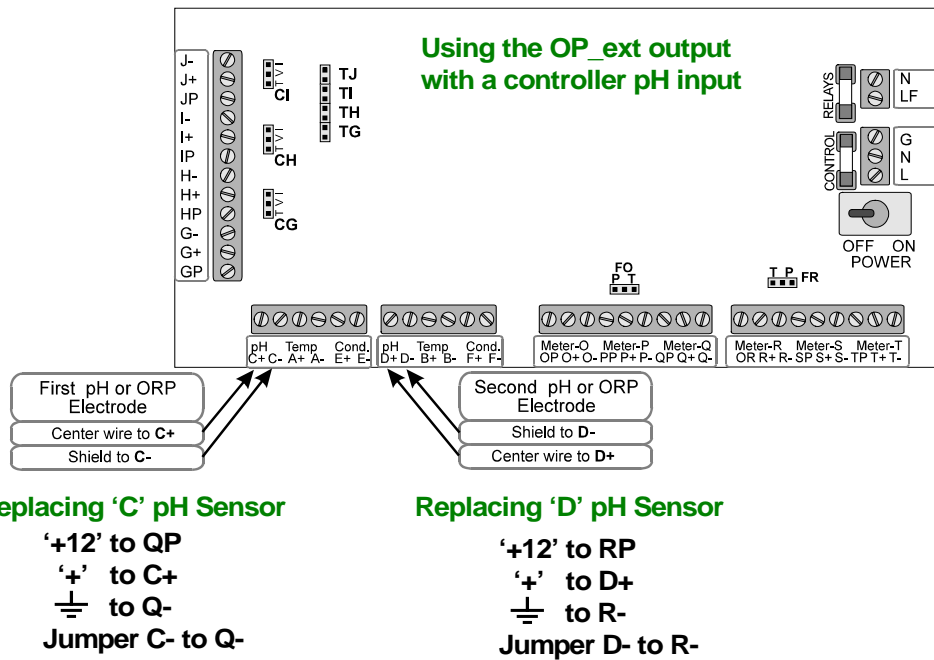 Using the OP_ext output
with a controller pH input
J-
J+
JP
I-
I+
IP
H-
H+
HP
G-
G+
GP
T V I
CI
T V I
CH
T V I
CG
TJ
TI
TH
TG
RELAYS
N
LF
CONTROL
G
N
L
OFF ON
POWER
FO
P T
T P FR
pH Temp Cond.
C+ C- A+ A- E+ E-
pH Temp Cond.
D+ D- B+ B- F+ F-
Meter-O Meter-P Meter-Q
OP O+ O- PP P+ P- QP Q+ Q-
Meter-R Meter-S Meter-T
OR R+ R- SP S+ S- TP T+ T-
First pH or ORP
Electrode
Center wire to C+
Shield to C-
Second pH or ORP
Electrode
Shield to D-
Center wire to D+
eplacing ‘C’ pH Sensor
‘+12’ to QP
‘+’ to C+
⏚ to Q-
Jumper C- to Q-
Replacing ‘D’ pH Sensor
‘+12’ to RP
‘+’ to D+
⏚ to R-
Jumper D- to R-